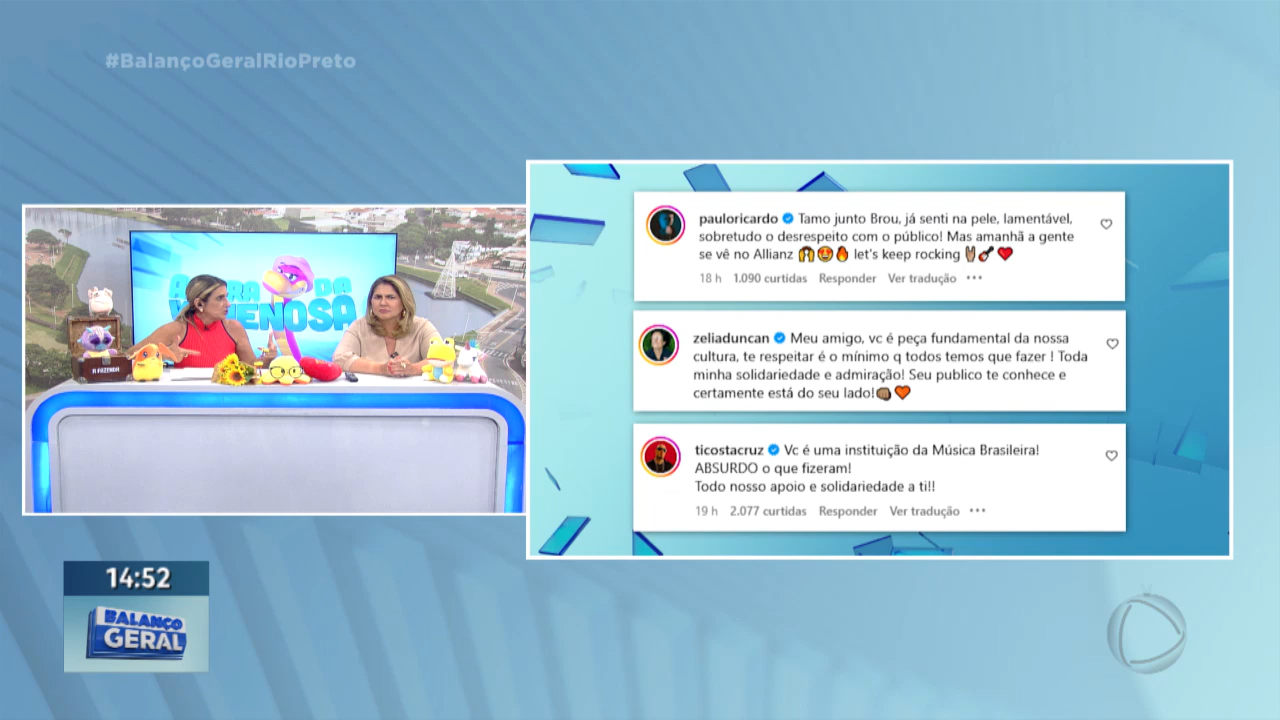 #BalançoGeralRioPreto
A HORA DA
VENENOSA
A FAZENDA
pauloricardo Tamo junto Brou, já senti na pele, lamentável,
sobretudo o desrespeito com o público! Mas amanhã a gente
se vê no Allianz 🙌😍🔥 let's keep rocking 🤘🎸❤️
18 h 1.090 curtidas Responder Ver tradução ...
zeliaduncan Meu amigo, vc é peça fundamental da nossa
cultura, te respeitar é o mínimo q todos temos que fazer ! Toda
minha solidariedade e admiração! Seu publico te conhece e
certamente está do seu lado!👊🏽🧡
ticostacruz Vc é uma instituição da Música Brasileira!
ABSURDO o que fizeram!
Todo nosso apoio e solidariedade a ti!!
19 h 2.077 curtidas Responder Ver tradução ...
14:52
BALANÇO
GERAL